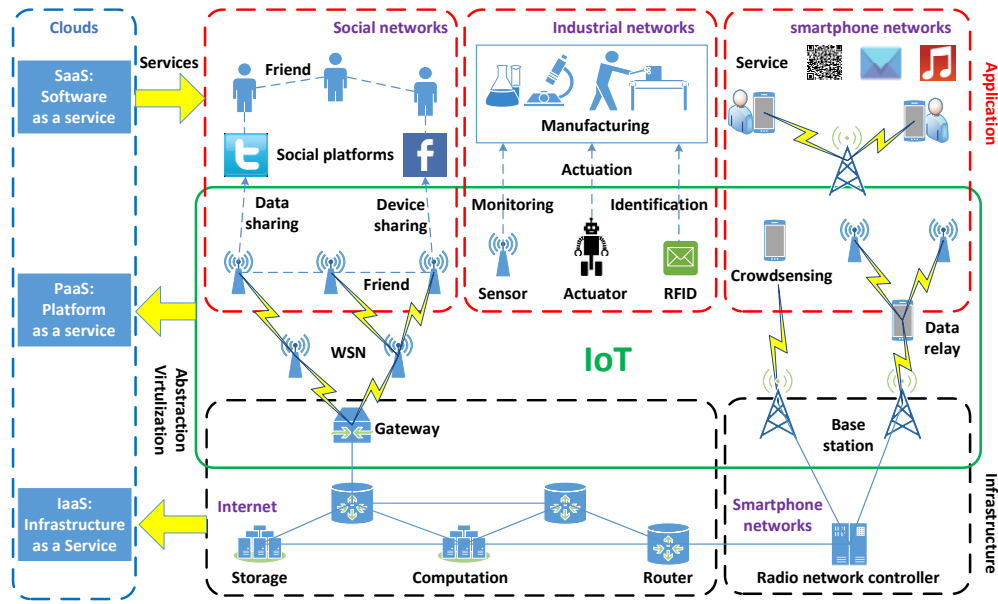 Clouds
SaaS:
Software
as a service
PaaS:
Platform
as a service
IaaS:
Infrastructure
as a Service
Services
Abstraction
Virtulization
Social networks
Friend
t
f
Social platforms
Data
sharing
Device
sharing
Friend
WSN
Gateway
Industrial networks
Manufacturing
Actuation
Monitoring
Identification
Sensor
Actuator
RFID
smartphone networks
Service
Application
Crowdsensing
Data
relay
IoT
Base
station
Internet
Storage
Computation
Router
Smartphone
networks
Radio network controller
Infrastructure